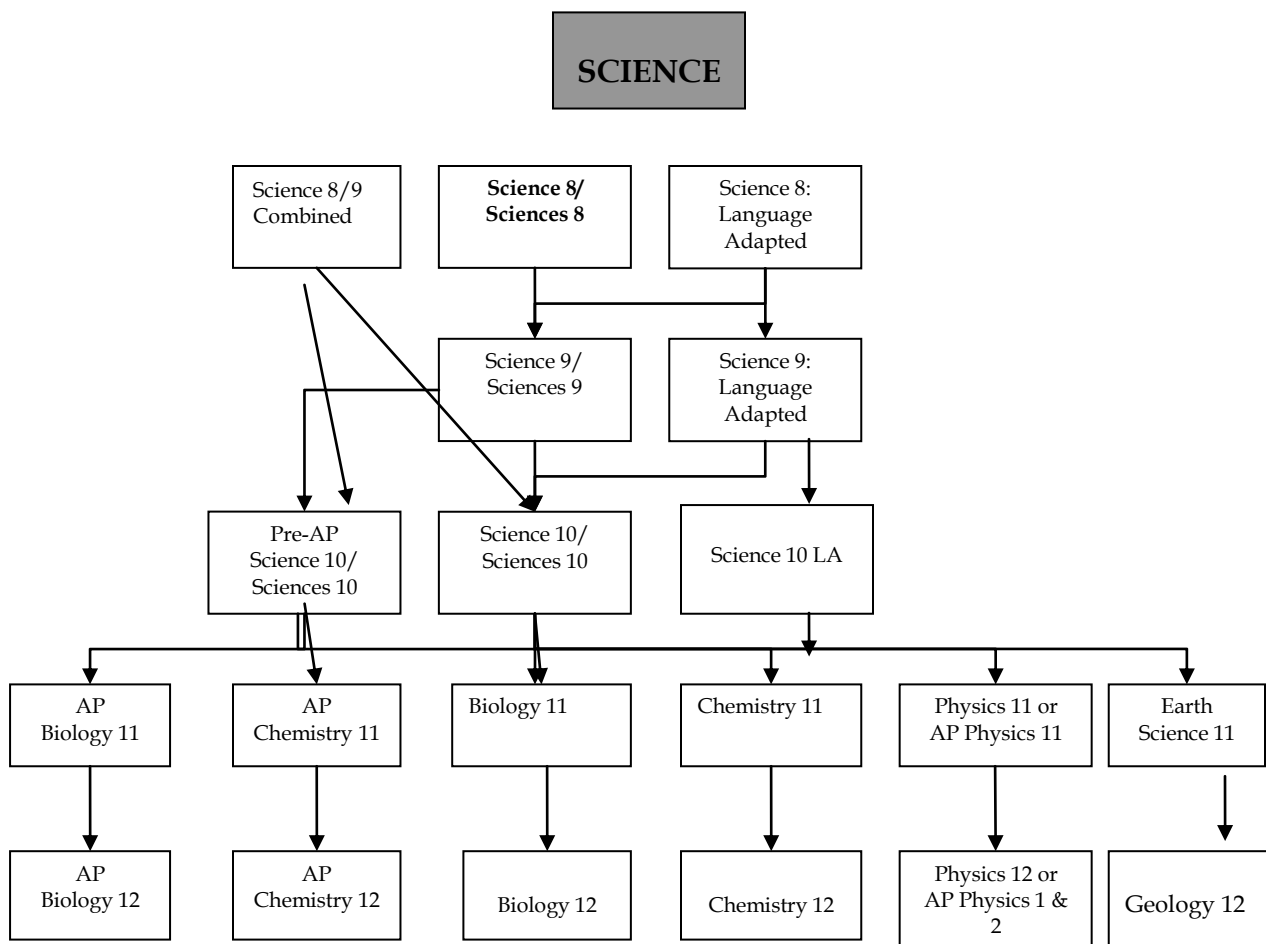 SCIENCE
Science 8/9
Combined
Science 8/
Sciences 8
Science 8:
Language
Adapted
Science 9/
Sciences 9
Science 9:
Language
Adapted
Pre-AP
Science 10/
Sciences 10
Science 10/
Sciences 10
Science 10 LA
AP
Biology 11
AP
Chemistry 11
Biology 11
Chemistry 11
Physics 11 or
AP Physics 11
Earth
Science 11
AP
Biology 12
AP
Chemistry 12
Biology 12
Chemistry 12
Physics 12 or
AP Physics 1 &
2
Geology 12